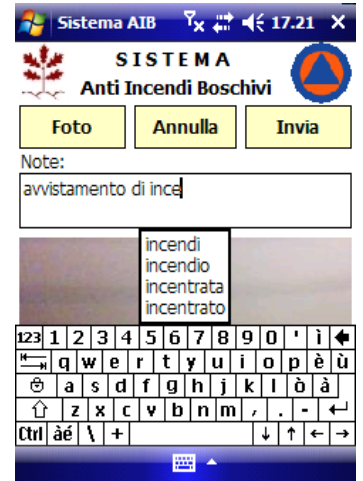 Sistema AIB 17.21
SISTEMA
Anti Incendi Boschivi
Foto Annulla Invia
Note:
avvistamento di ince
incendi
incendio
incentrata
incentrato
123 1 2 3 4 5 6 7 8 9 0 ' ì
q w e r t y u i o p è ù
a s d f g h j k l ò à
z x c v b n m , . -
Ctrl àé \ +